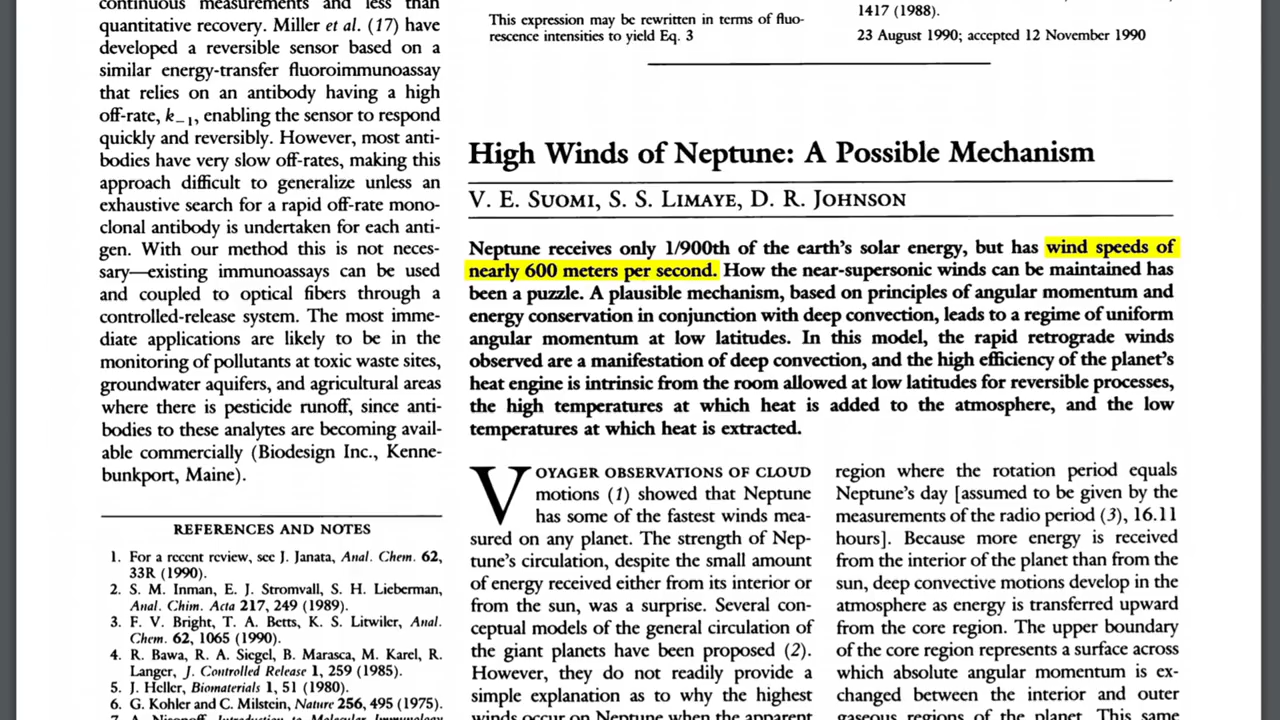 continuous measurements and less than
quantitative recovery. Miller et al. (17) have
developed a reversible sensor based on a
similar energy-transfer fluoroimmunoassay
that relies on an antibody having a high
off-rate, k₋₁, enabling the sensor to respond
quickly and reversibly. However, most anti-
bodies have very slow off-rates, making this
approach difficult to generalize unless an
exhaustive search for a rapid off-rate mono-
clonal antibody is undertaken for each anti-
gen. With our method this is not neces-
sary—existing immunoassays can be used
and coupled to optical fibers through a
controlled-release system. The most imme-
diate applications are likely to be in the
monitoring of pollutants at toxic waste sites,
groundwater aquifers, and agricultural areas
where there is pesticide runoff, since anti-
bodies to these analytes are becoming avail-
able commercially (Biodesign Inc., Kenne-
bunkport, Maine).
REFERENCES AND NOTES
1. For a recent review, see J. Janata, Anal. Chem. 62,
33R (1990).
2. S. M. Inman, E. J. Stromvall, S. H. Lieberman,
Anal. Chim. Acta 217, 249 (1989).
3. F. V. Bright, T. A. Betts, K. S. Litwiler, Anal.
Chem. 62, 1065 (1990).
4. R. Bawa, R. A. Siegel, B. Marasca, M. Karel, R.
Langer, J. Controlled Release 1, 259 (1985).
5. J. Heller, Biomaterials 1, 51 (1980).
6. G. Kohler and C. Milstein, Nature 256, 495 (1975).
7. A. Nisonoff, Introduction to Molecular Immunology
This expression may be rewritten in terms of fluo-
rescence intensities to yield Eq. 3
1417 (1988).
23 August 1990; accepted 12 November 1990
High Winds of Neptune: A Possible Mechanism
V. E. SUOMI, S. S. LIMAYE, D. R. JOHNSON
Neptune receives only 1/900th of the earth's solar energy, but has wind speeds of
nearly 600 meters per second. How the near-supersonic winds can be maintained has
been a puzzle. A plausible mechanism, based on principles of angular momentum and
energy conservation in conjunction with deep convection, leads to a regime of uniform
angular momentum at low latitudes. In this model, the rapid retrograde winds
observed are a manifestation of deep convection, and the high efficiency of the planet's
heat engine is intrinsic from the room allowed at low latitudes for reversible processes,
the high temperatures at which heat is added to the atmosphere, and the low
temperatures at which heat is extracted.
VOYAGER OBSERVATIONS OF CLOUD
motions (1) showed that Neptune
has some of the fastest winds mea-
sured on any planet. The strength of Nep-
tune's circulation, despite the small amount
of energy received either from its interior or
from the sun, was a surprise. Several con-
ceptual models of the general circulation of
the giant planets have been proposed (2).
However, they do not readily provide a
simple explanation as to why the highest
winds occur on Neptune when the apparent
region where the rotation period equals
Neptune's day [assumed to be given by the
measurements of the radio period (3), 16.11
hours]. Because more energy is received
from the interior of the planet than from the
sun, deep convective motions develop in the
atmosphere as energy is transferred upward
from the core region. The upper boundary
of the core region represents a surface across
which absolute angular momentum is ex-
changed between the interior and outer
gaseous regions of the planet. This same